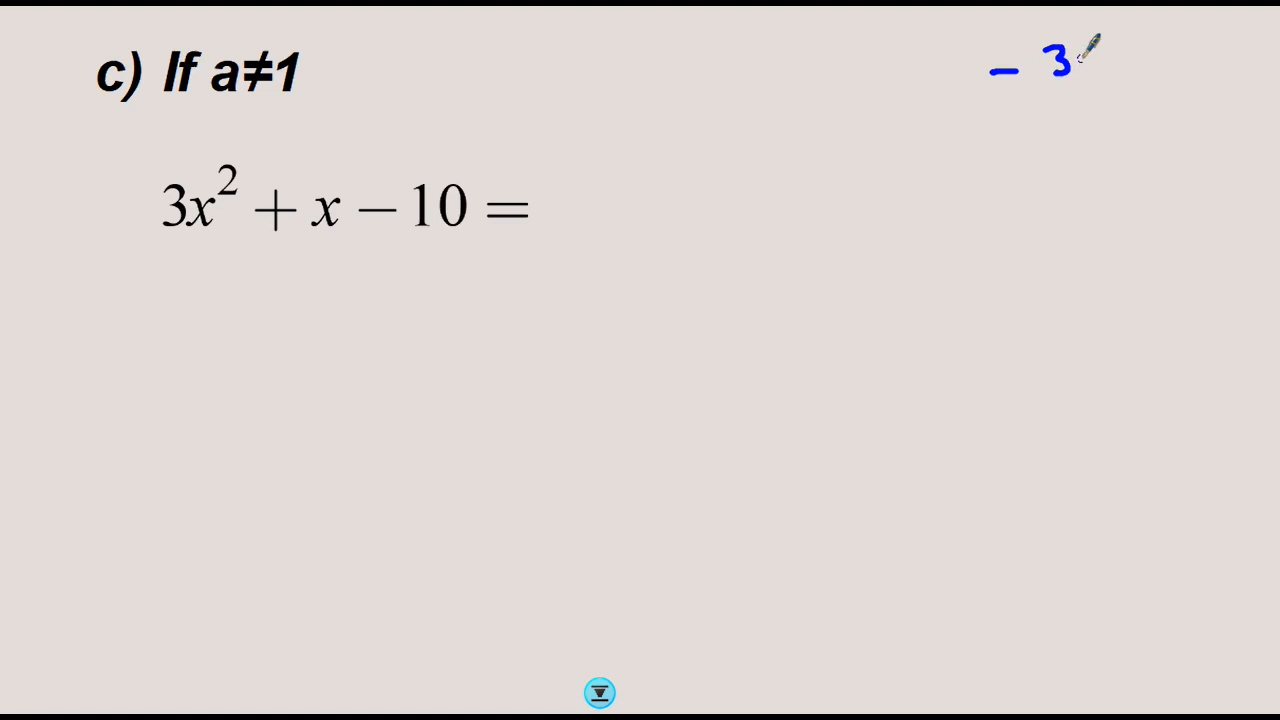 c) If a≠1
- 3
3x² + x − 10 =